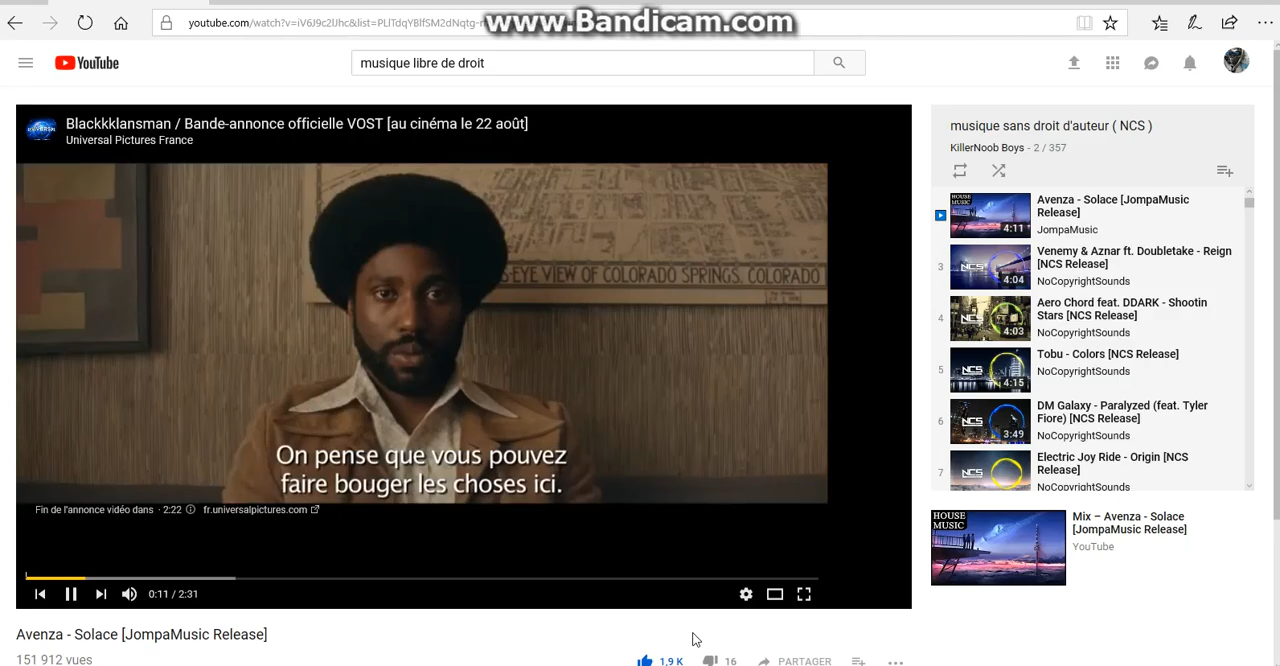 youtube.com/watch?v=iV6J9c2IJhc&list=PLlTdqYBlfSM2dNqtg-
www.Bandicam.com
YouTube
musique libre de droit
Blackkklansman / Bande-annonce officielle VOST [au cinéma le 22 août]
Universal Pictures France
S-EYE VIEW OF COLORADO SPRINGS, COLORADO
On pense que vous pouvez
faire bouger les choses ici.
Fin de l'annonce vidéo dans · 2:22
fr.universalpictures.com
0:11 / 2:31
Avenza - Solace [JompaMusic Release]
151 912 vues
1,9 K
16
PARTAGER
musique sans droit d'auteur ( NCS )
KillerNoob Boys - 2 / 357
HOUSE
MUSIC
4:11
Avenza - Solace [JompaMusic
Release]
JompaMusic
3
NCS
4:04
Venemy & Aznar ft. Doubletake - Reign
[NCS Release]
NoCopyrightSounds
4
NCS
4:03
Aero Chord feat. DDARK - Shootin
Stars [NCS Release]
NoCopyrightSounds
5
NCS
4:15
Tobu - Colors [NCS Release]
NoCopyrightSounds
6
NCS
3:49
DM Galaxy - Paralyzed (feat. Tyler
Fiore) [NCS Release]
NoCopyrightSounds
7
NCS
Electric Joy Ride - Origin [NCS
Release]
NoCopyrightSounds
HOUSE
MUSIC
Mix – Avenza - Solace
[JompaMusic Release]
YouTube